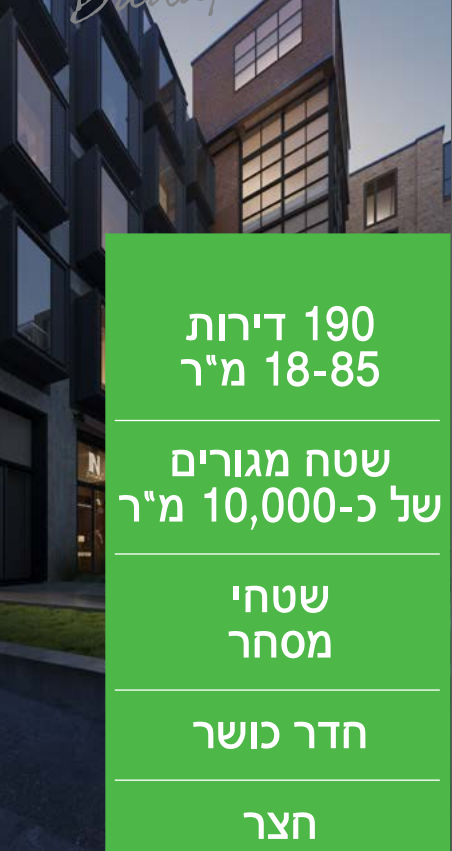 190 דירות
18-85 מ"ר
שטח מגורים
של כ-10,000 מ"ר
שטחי
מסחר
חדר כושר
חצר
N